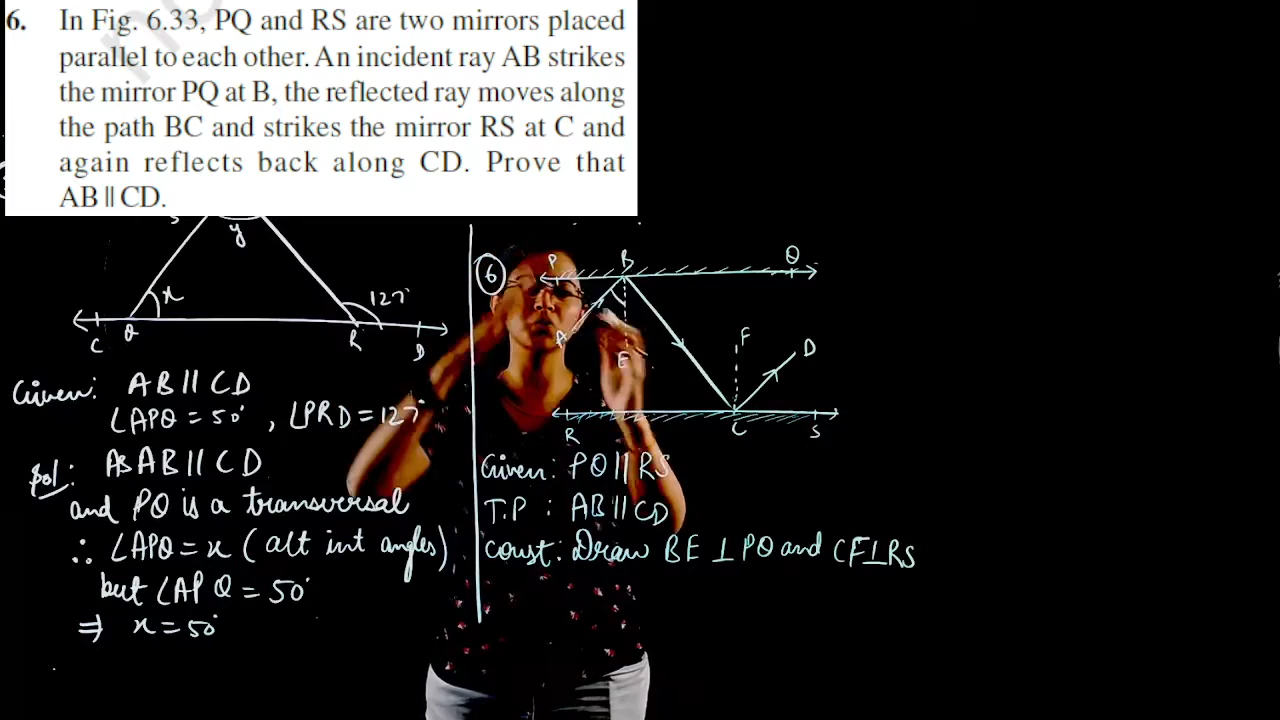 6. In Fig. 6.33, PQ and RS are two mirrors placed
parallel to each other. An incident ray AB strikes
the mirror PQ at B, the reflected ray moves along
the path BC and strikes the mirror RS at C and
again reflects back along CD. Prove that
AB || CD.
y
x
127°
C Q R D
Given: AB || CD
∠APQ = 50°, ∠PRD = 127°
Sol: As AB || CD
and PQ is a transversal
∴ ∠APQ = x (alt int angles)
but ∠APQ = 50°
⇒ x = 50°
6
P B Q
A E F D
R C S
Given: PQ || RS
T.P : AB || CD
Const: Draw BE ⊥ PQ and CF ⊥ RS